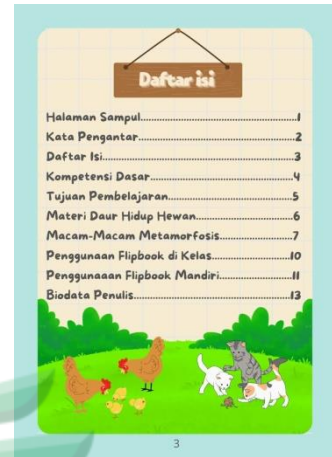 Daftar isi
Halaman Sampul.....................................................1
Kata Pengantar......................................................2
Daftar Isi.................................................................3
Kompetensi Dasar..................................................4
Tujuan Pembelajaran.............................................5
Materi Daur Hidup Hewan....................................6
Macam-Macam Metamorfosis.............................7
Penggunaan Flipbook di Kelas............................10
Penggunaaan Flipbook Mandiri..........................11
Biodata Penulis......................................................13
3